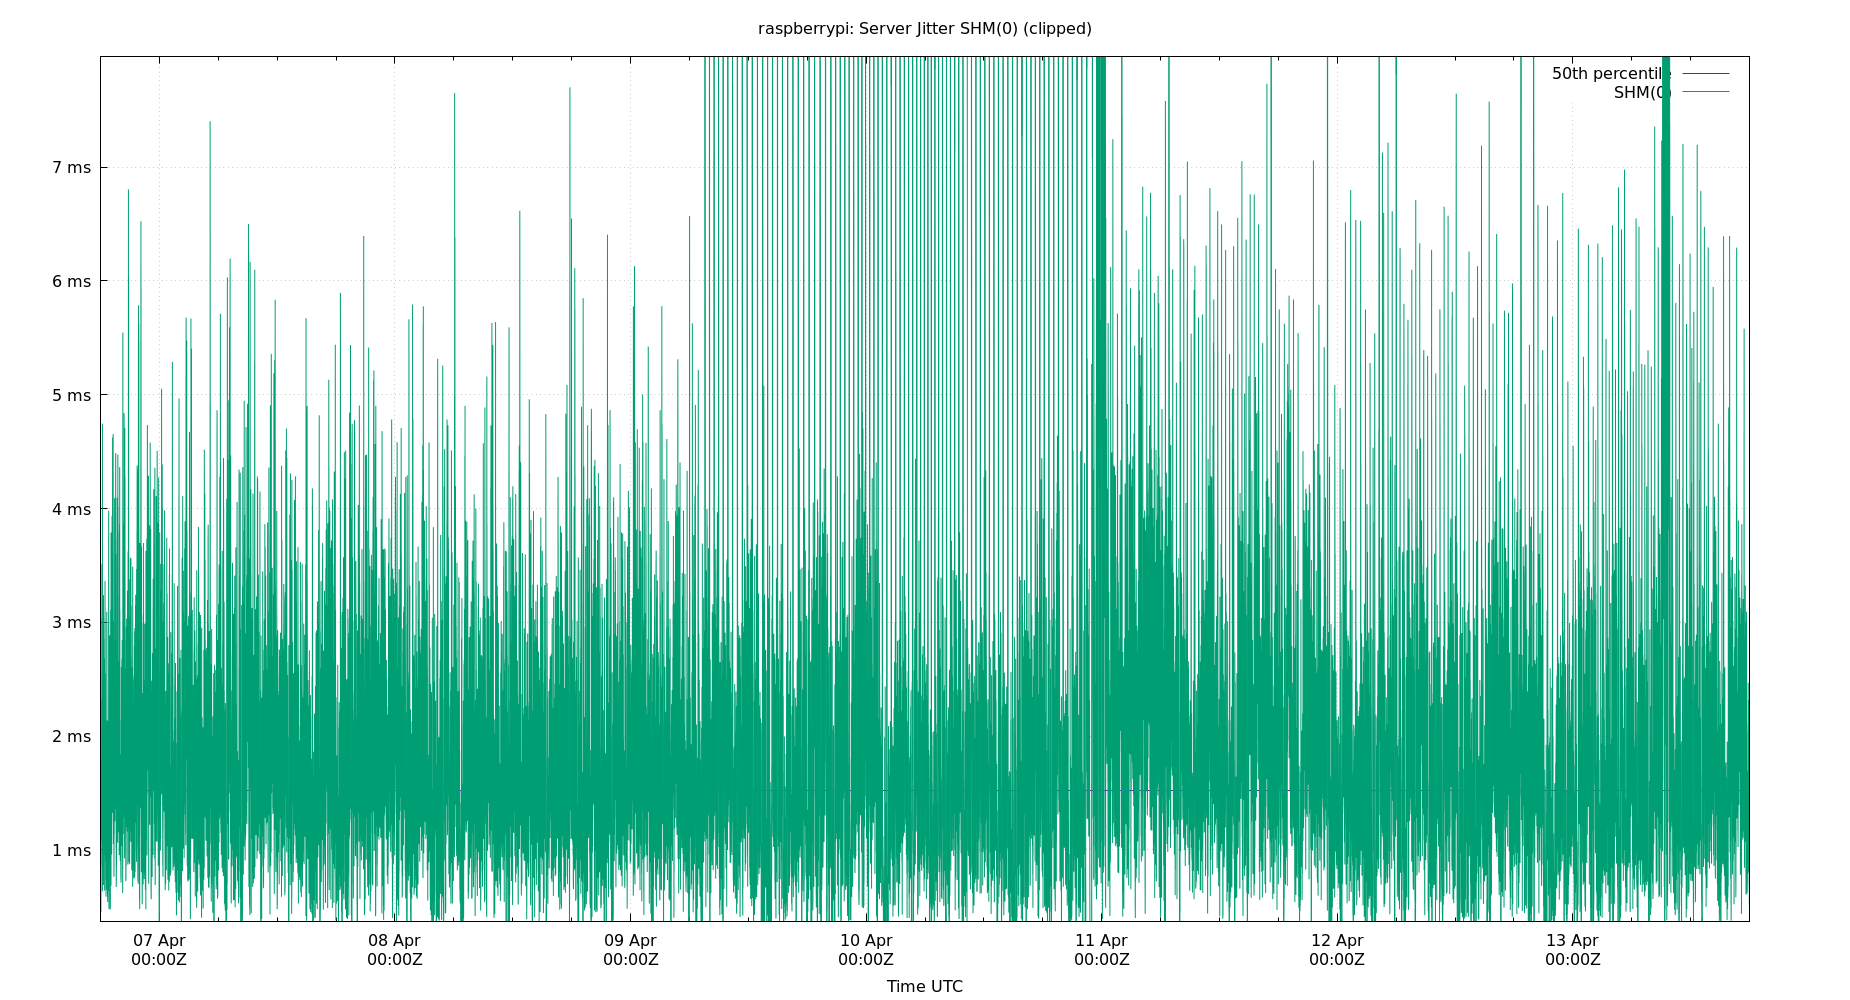 raspberrypi: Server Jitter SHM(0) (clipped)
50th percentile
SHM(0)
7 ms
6 ms
5 ms
4 ms
3 ms
2 ms
1 ms
07 Apr 08 Apr 09 Apr 10 Apr 11 Apr 12 Apr 13 Apr
00:00Z 00:00Z 00:00Z 00:00Z 00:00Z 00:00Z 00:00Z
Time UTC